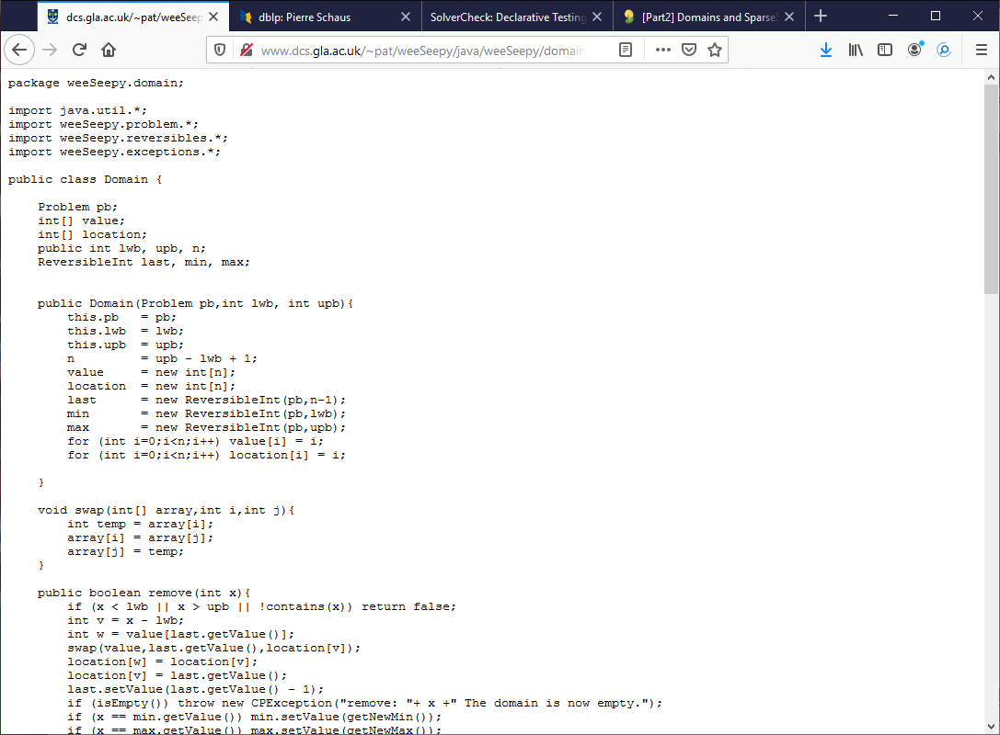 dcs.gla.ac.uk/~pat/weeSeep
dblp: Pierre Schaus
SolverCheck: Declarative Testing
[Part2] Domains and SparseS
www.dcs.gla.ac.uk/~pat/weeSeepy/java/weeSeepy/domain
package weeSeepy.domain;
import java.util.*;
import weeSeepy.problem.*;
import weeSeepy.reversibles.*;
import weeSeepy.exceptions.*;
public class Domain {
Problem pb;
int[] value;
int[] location;
public int lwb, upb, n;
ReversibleInt last, min, max;
public Domain(Problem pb,int lwb, int upb){
this.pb   = pb;
this.lwb  = lwb;
this.upb  = upb;
n         = upb - lwb + 1;
value     = new int[n];
location  = new int[n];
last      = new ReversibleInt(pb,n-1);
min       = new ReversibleInt(pb,lwb);
max       = new ReversibleInt(pb,upb);
for (int i=0;i<n;i++) value[i] = i;
for (int i=0;i<n;i++) location[i] = i;
}
void swap(int[] array,int i,int j){
int temp = array[i];
array[i] = array[j];
array[j] = temp;
}
public boolean remove(int x){
if (x < lwb || x > upb || !contains(x)) return false;
int v = x - lwb;
int w = value[last.getValue()];
swap(value,last.getValue(),location[v]);
location[w] = location[v];
location[v] = last.getValue();
last.setValue(last.getValue() - 1);
if (isEmpty()) throw new CPException("remove: "+ x +" The domain is now empty.");
if (x == min.getValue()) min.setValue(getNewMin());
if (x == max.getValue()) max.setValue(getNewMax());